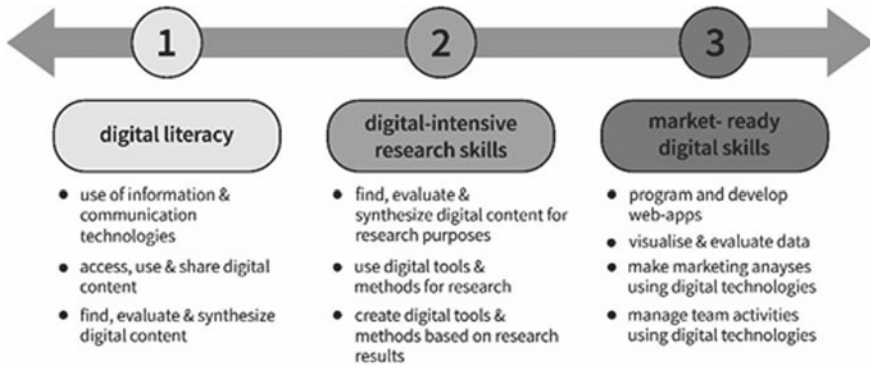 1
2
3
digital literacy
digital-intensive
research skills
market- ready
digital skills
use of information &
communication
technologies
access, use & share digital
content
find, evaluate & synthesize
digital content
find, evaluate &
synthesize digital content for
research purposes
use digital tools &
methods for research
create digital tools &
methods based on research
results
program and develop
web-apps
visualise & evaluate data
make marketing anayses
using digital technologies
manage team activities
using digital technologies